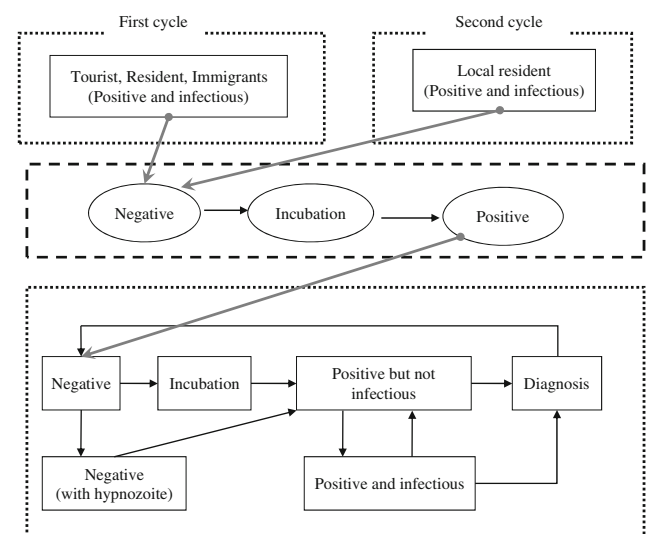 First cycle
Second cycle
Tourist, Resident, Immigrants
(Positive and infectious)
Local resident
(Positive and infectious)
Negative
Incubation
Positive
Negative
Incubation
Positive but not
infectious
Diagnosis
Negative
(with hypnozoite)
Positive and infectious